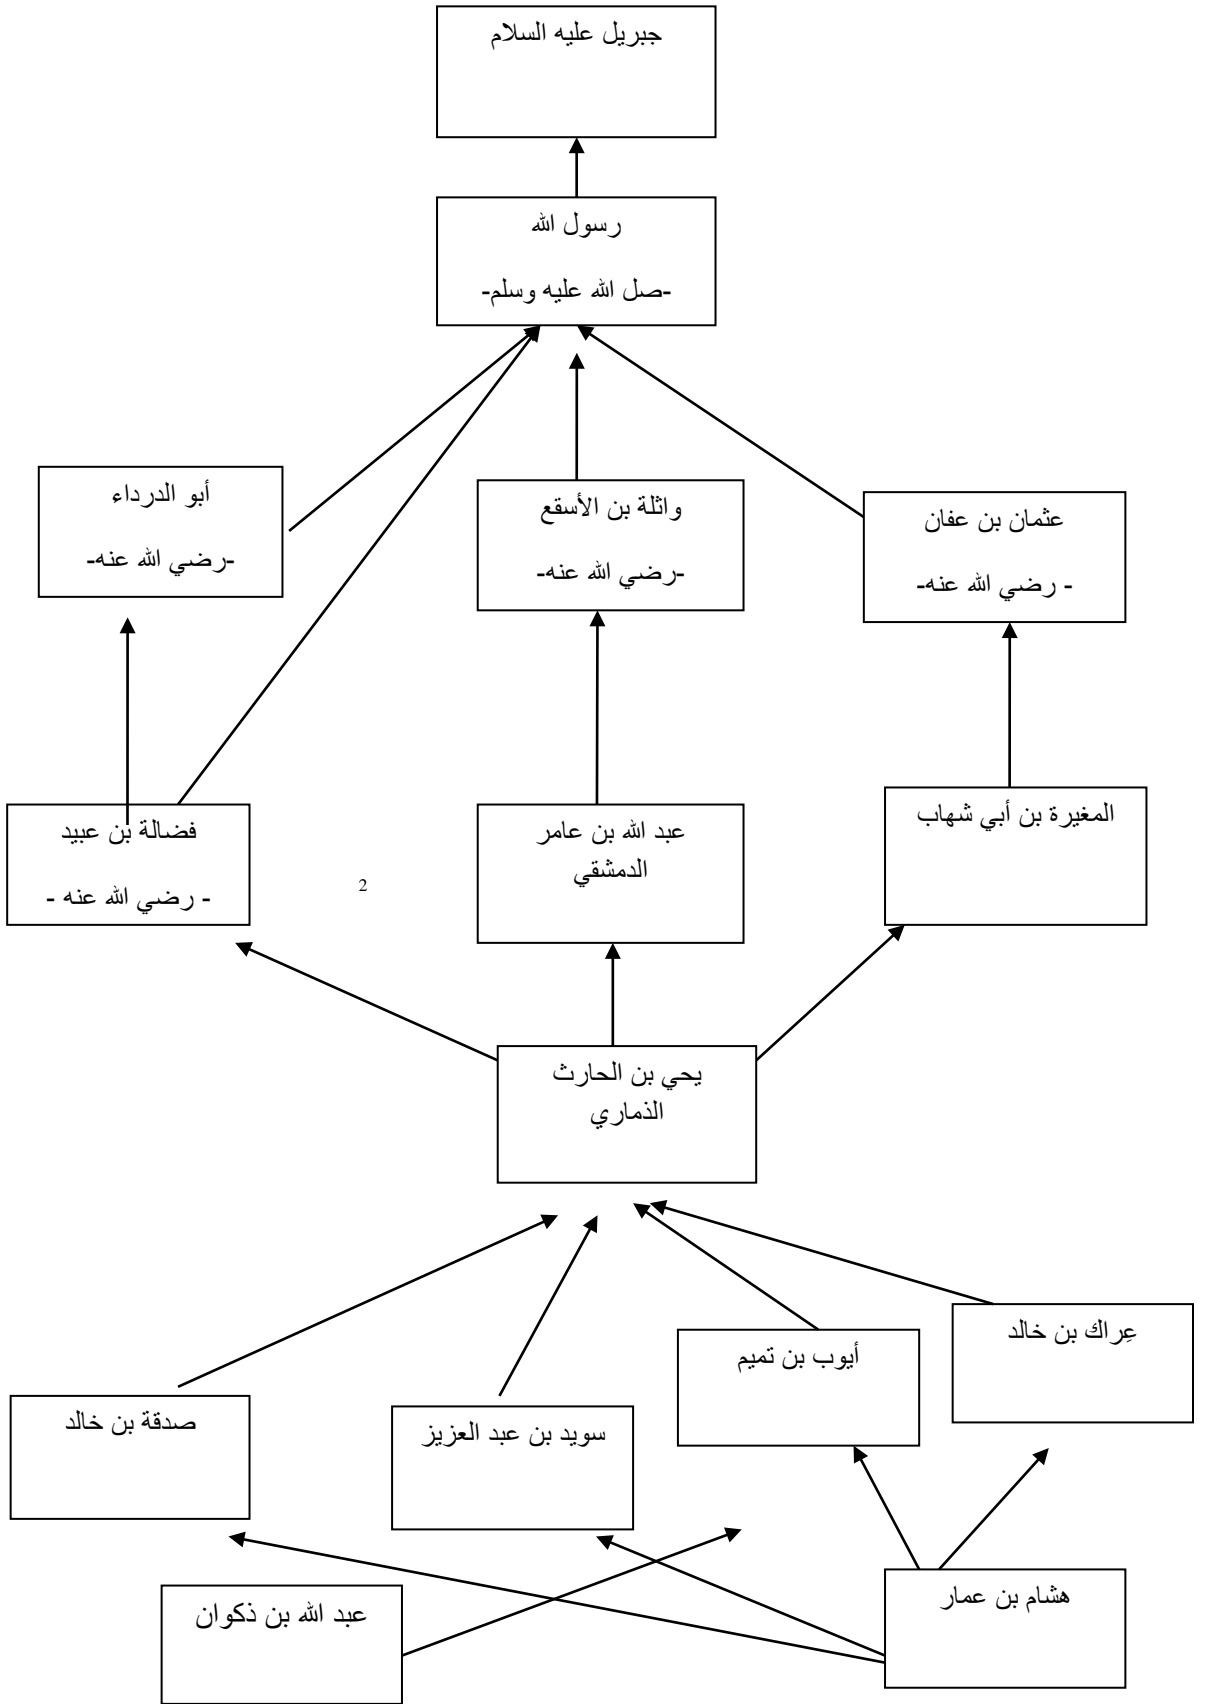 جبريل عليه السلام
رسول الله
-صل الله عليه وسلم-
أبو الدرداء
-رضي الله عنه-
واثلة بن الأسقع
-رضي الله عنه-
عثمان بن عفان
- رضي الله عنه-
فضالة بن عبيد
- رضي الله عنه -
2
عبد الله بن عامر
الدمشقي
المغيرة بن أبي شهاب
يحي بن الحارث
الذماري
صدقة بن خالد
سويد بن عبد العزيز
أيوب بن تميم
عِراك بن خالد
عبد الله بن ذكوان
هشام بن عمار